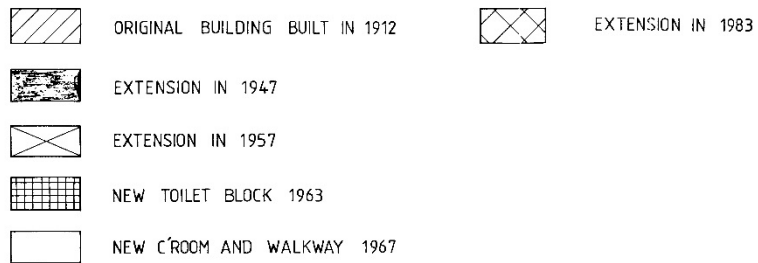 ORIGINAL BUILDING BUILT IN 1912
EXTENSION IN 1983
EXTENSION IN 1947
EXTENSION IN 1957
NEW TOILET BLOCK 1963
NEW C'ROOM AND WALKWAY 1967